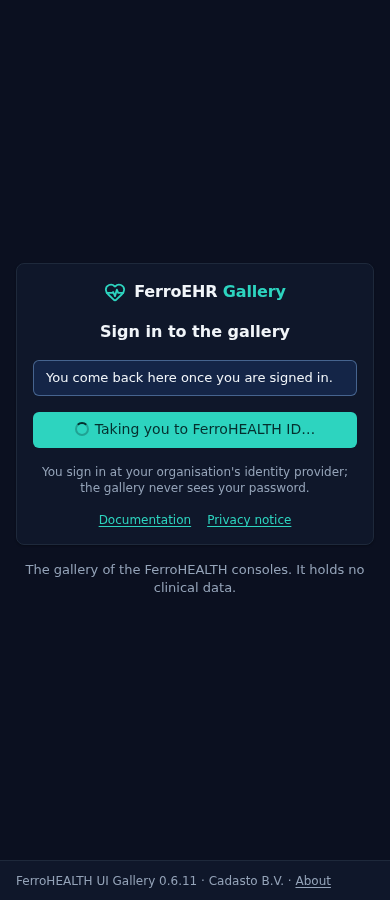 FerroEHR Gallery
Sign in to the gallery
You come back here once you are signed in.
Taking you to FerroHEALTH ID…
You sign in at your organisation's identity provider;
the gallery never sees your password.
Documentation Privacy notice
The gallery of the FerroHEALTH consoles. It holds no
clinical data.
FerroHEALTH UI Gallery 0.6.11 · Cadasto B.V. · About